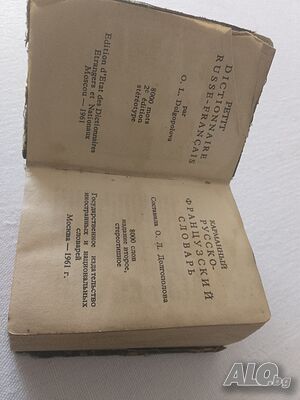 PETIT
DICTIONNAIRE
RUSSE-FRANÇAIS
par
O. L. Dolgopolova
8000 mots
2e édition
stéréotype
Edition d'Etat des Dictionnaires
Etrangers et Nationaux
Moscou—1961
КАРМАННЫЙ
РУССКО-
ФРАНЦУЗСКИЙ
СЛОВАРЬ
Составила О. Л. Долгополова
8000 слов
издание второе,
стереотипное
Государственное издательство
иностранных и национальных
словарей
Москва—1961 г.
ALO.bg